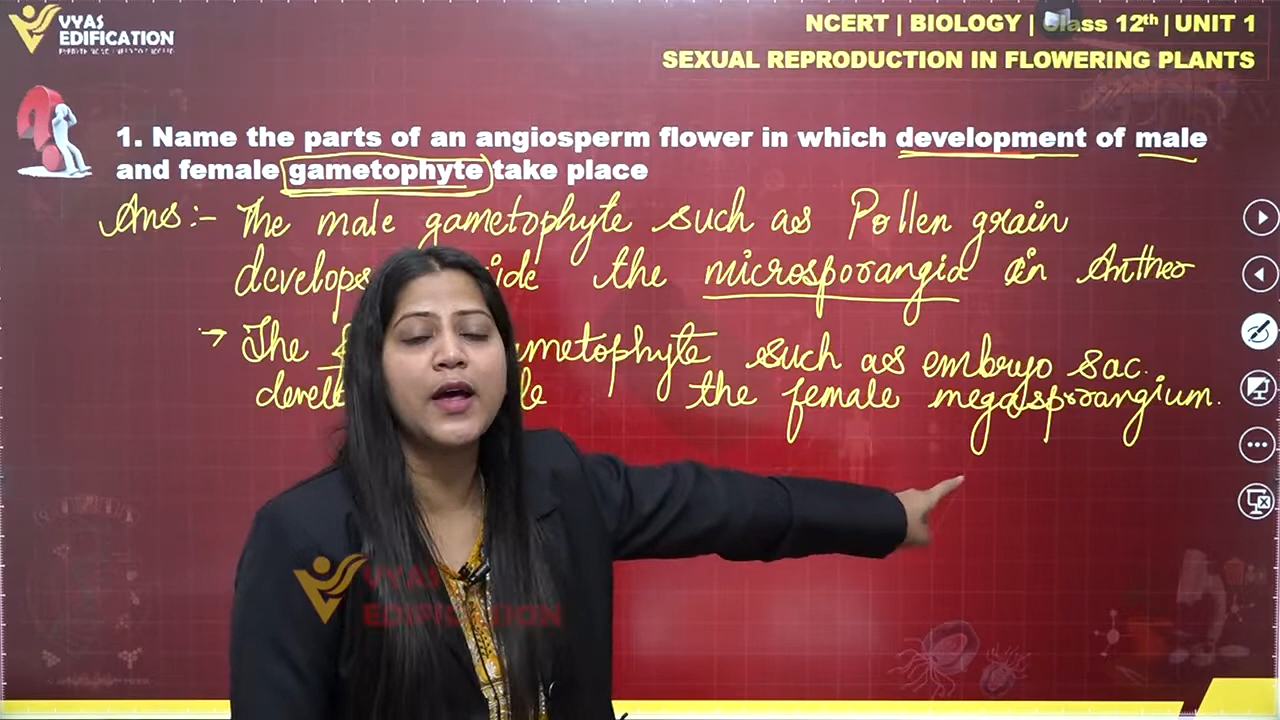 VYAS
EDIFICATION
NCERT | BIOLOGY | Class 12th | UNIT 1
SEXUAL REPRODUCTION IN FLOWERING PLANTS
1. Name the parts of an angiosperm flower in which development of male
and female gametophyte take place
Ans :- The male gametophyte such as Pollen grain
develops ide the microsporangia in Anther
→ The ametophyte such as embryo sac.
develo le the female megasporangium.
VYAS
EDIFICATION